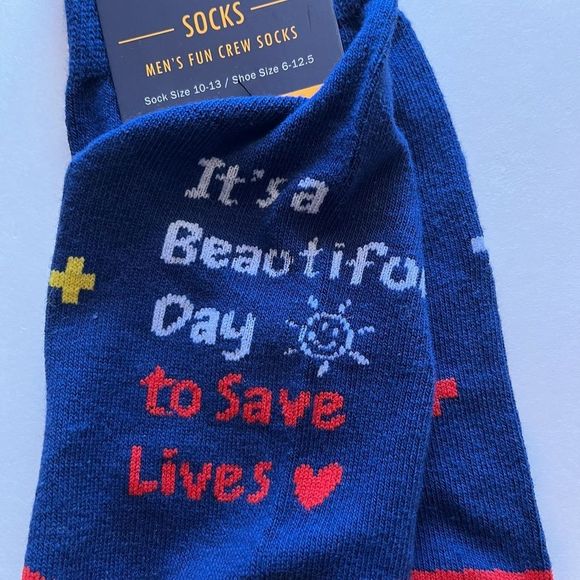 SOCKS
MEN'S FUN CREW SOCKS
Sock Size 10-13 / Shoe Size 6-12.5
It's a
Beautifu
Day
to Save
Lives